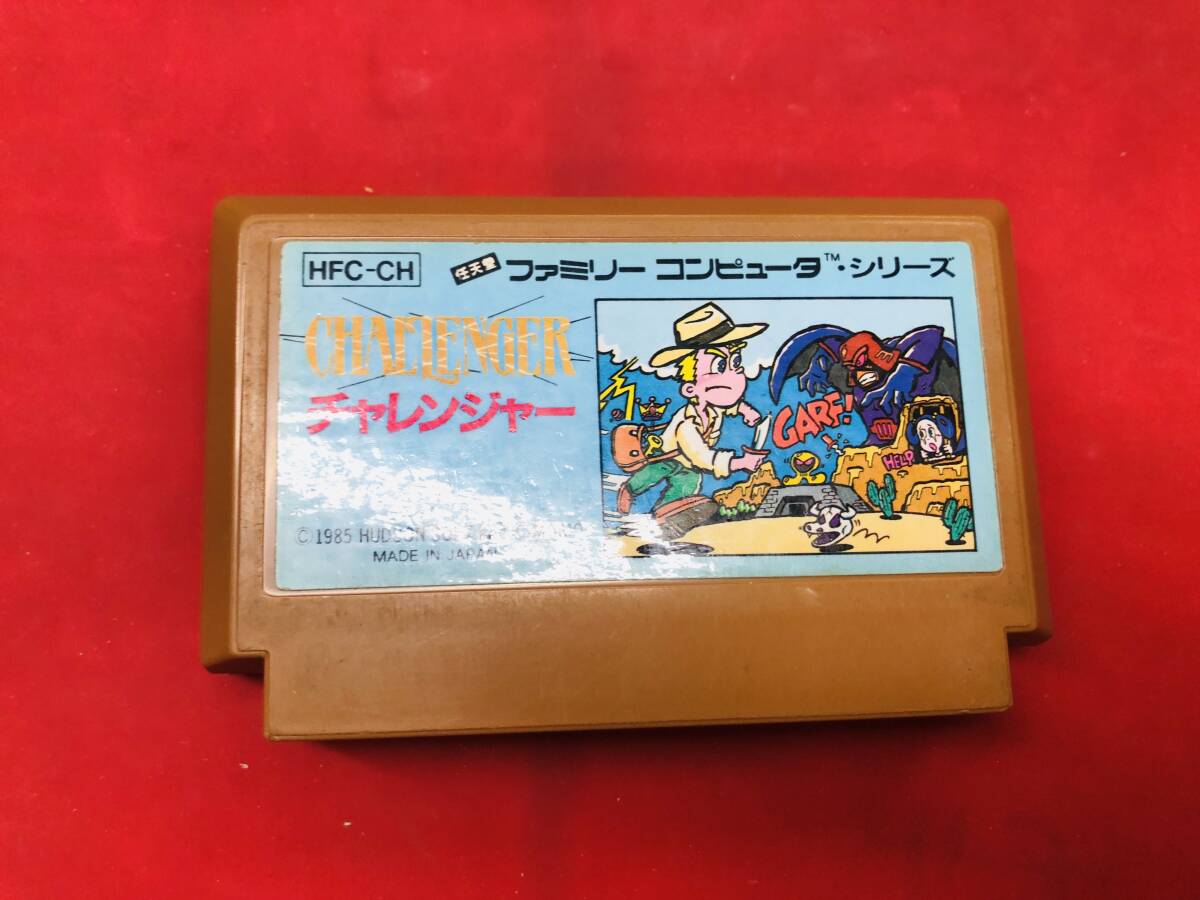 HFC-CH
任天堂 ファミリー コンピュータ™・シリーズ
CHALLENGER
チャレンジャー
GARF!
HELP
©1985 HUDSON
MADE IN JAPAN